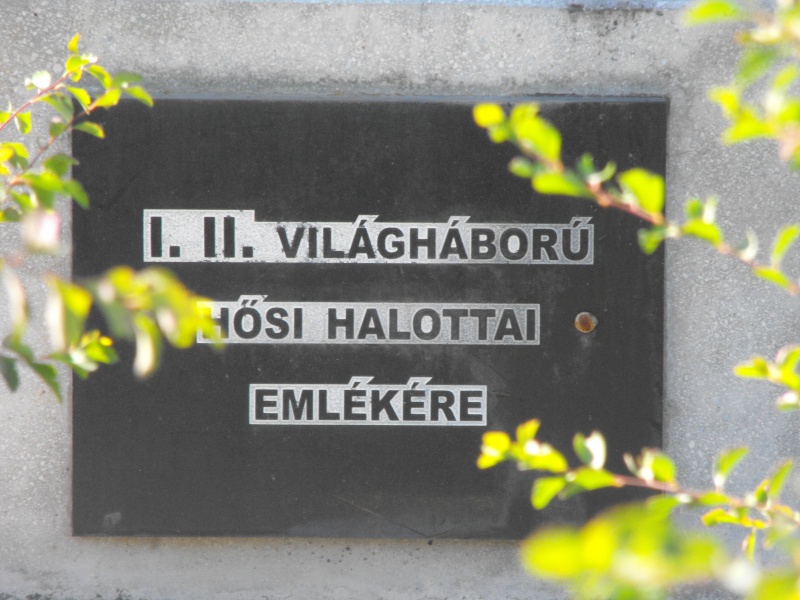 I. II. VILÁGHÁBORÚ
HŐSI HALOTTAI
EMLÉKÉRE